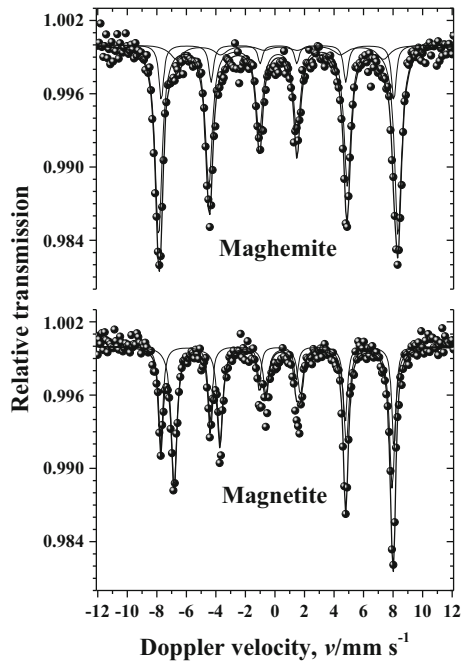 1.002
0.996
0.990
0.984
Maghemite
Relative transmission
1.002
0.996
0.990
0.984
Magnetite
-12 -10 -8 -6 -4 -2 0 2 4 6 8 10 12
Doppler velocity, v/mm s⁻¹